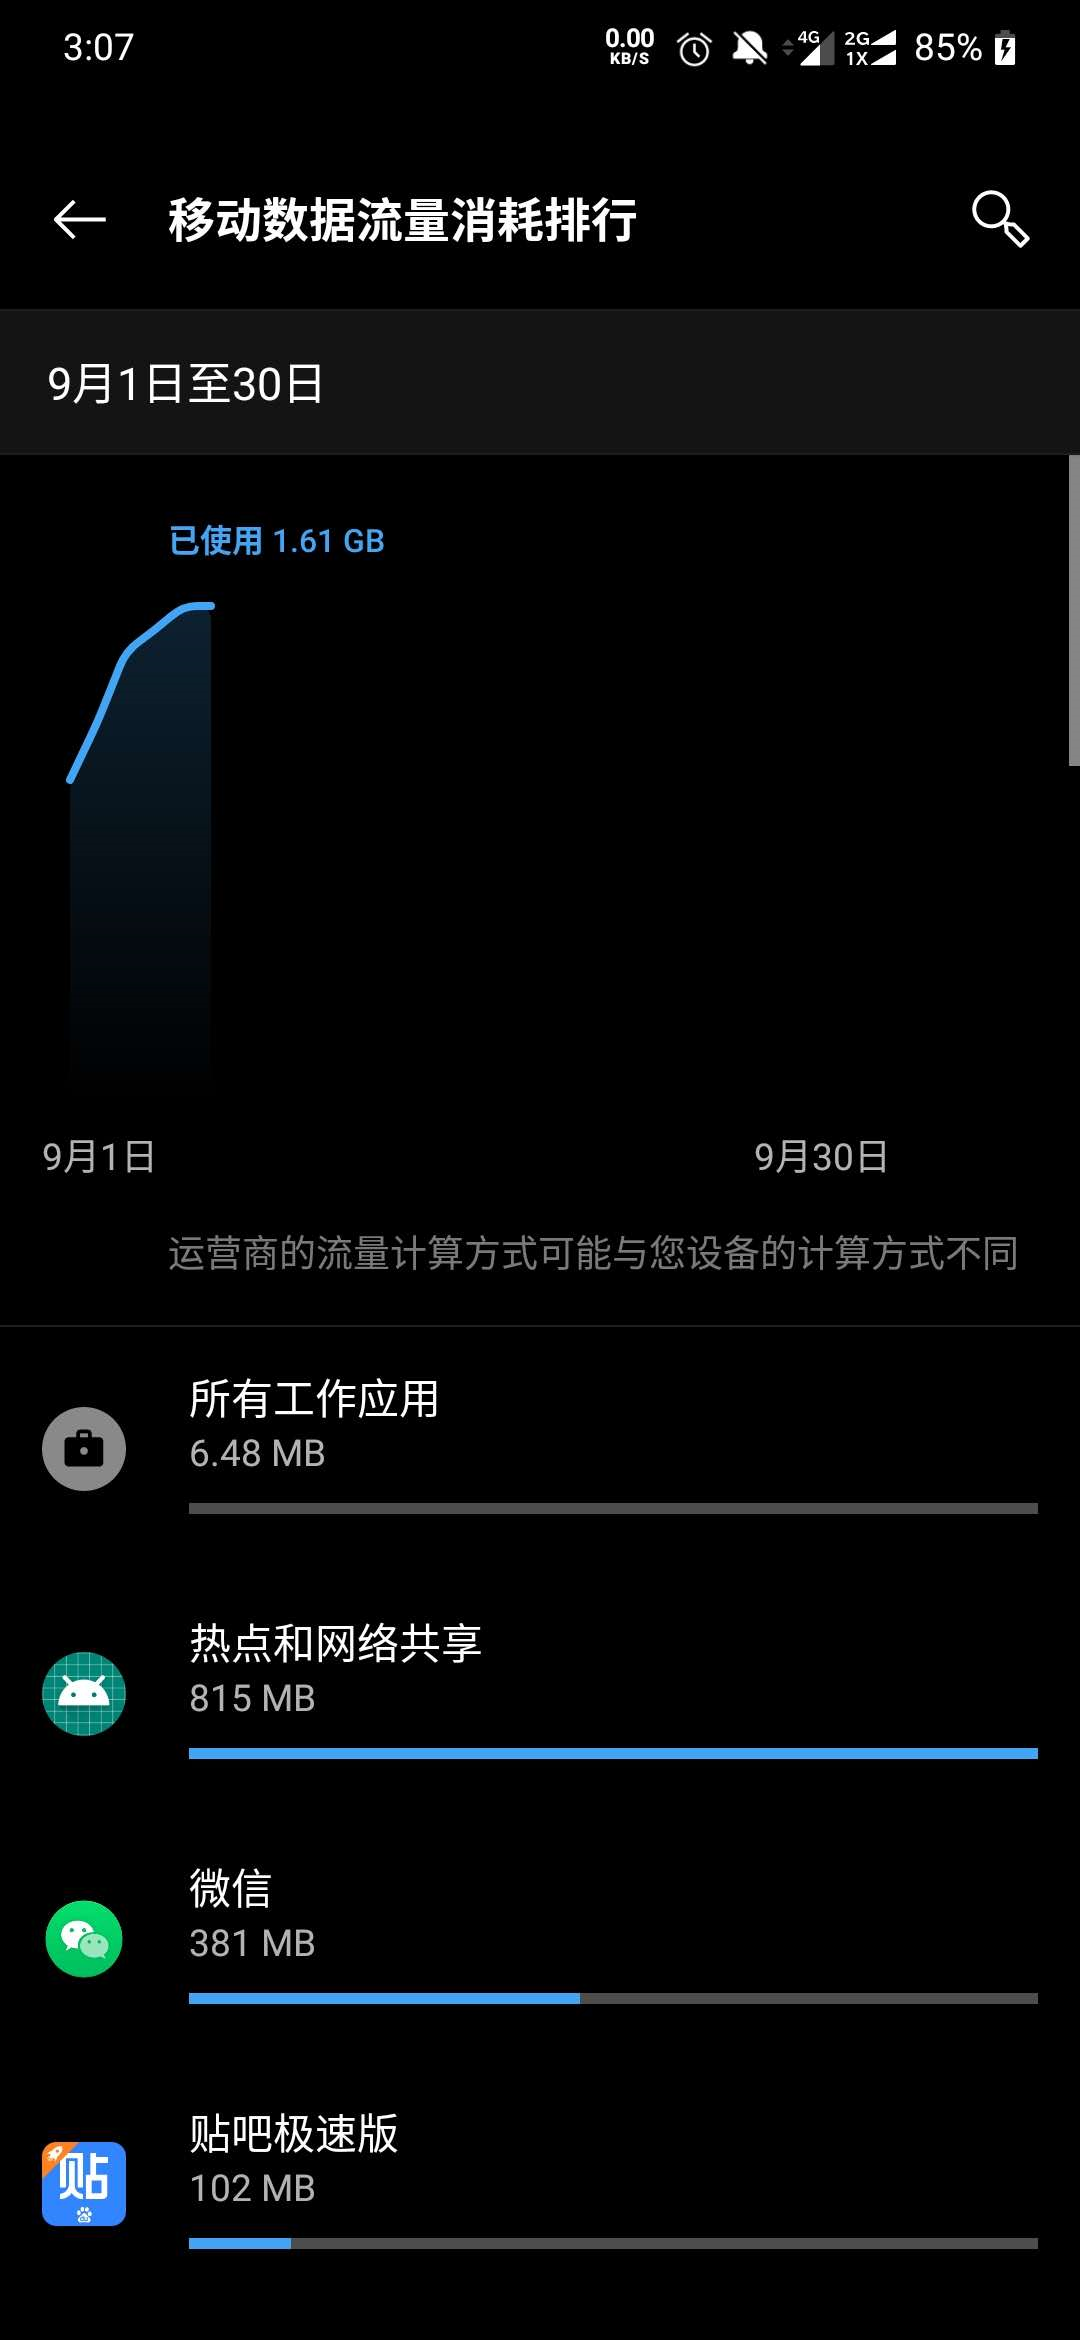 3:07
0.00
KB/S
4G
2G
1X
85%
移动数据流量消耗排行
9月1日至30日
已使用 1.61 GB
9月1日
9月30日
运营商的流量计算方式可能与您设备的计算方式不同
所有工作应用
6.48 MB
热点和网络共享
815 MB
微信
381 MB
贴吧极速版
贴
102 MB